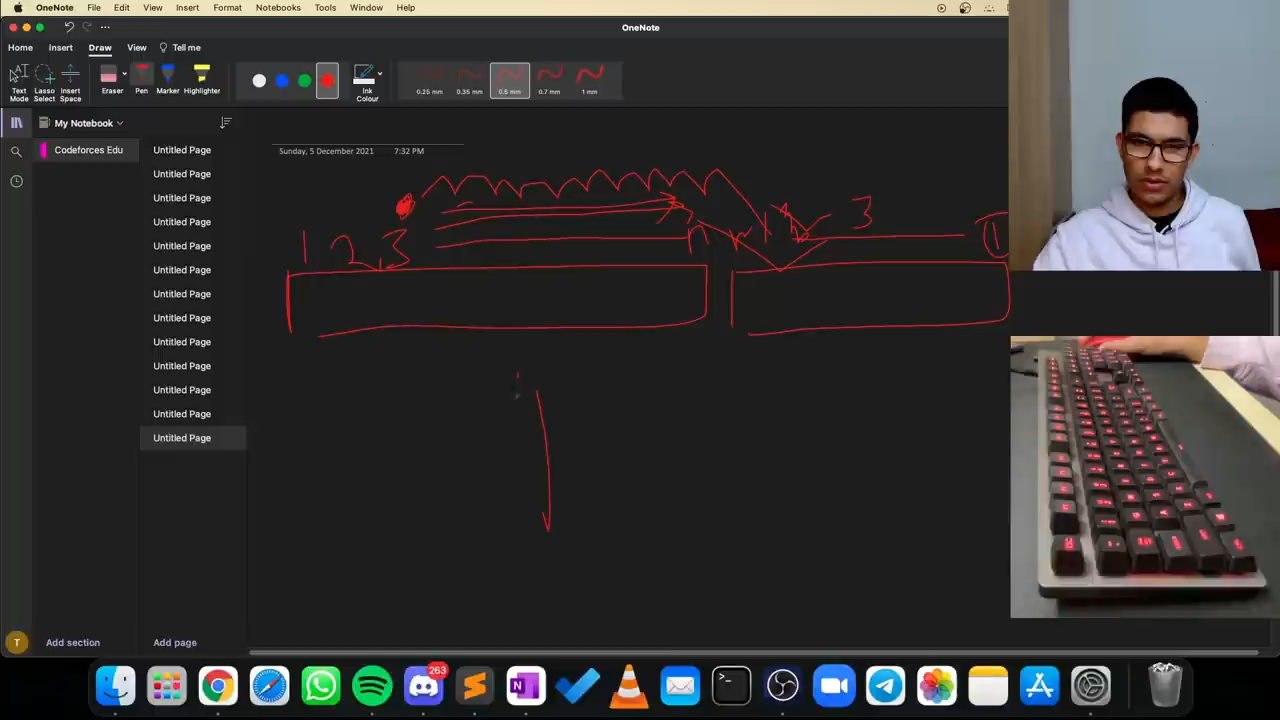 OneNote File Edit View Insert Format Notebooks Tools Window Help
OneNote
Home Insert Draw View Tell me
Text Mode
Lasso Select
Insert Space
Eraser
Pen
Marker
Highlighter
Ink Colour
0.25 mm 0.35 mm 0.5 mm 0.7 mm 1 mm
My Notebook
Codeforces Edu
Untitled Page
Untitled Page
Untitled Page
Untitled Page
Untitled Page
Untitled Page
Untitled Page
Untitled Page
Untitled Page
Untitled Page
Untitled Page
Untitled Page
Untitled Page
Sunday, 5 December 2021 7:32 PM
1 2,3 n 3 1
T Add section Add page
263